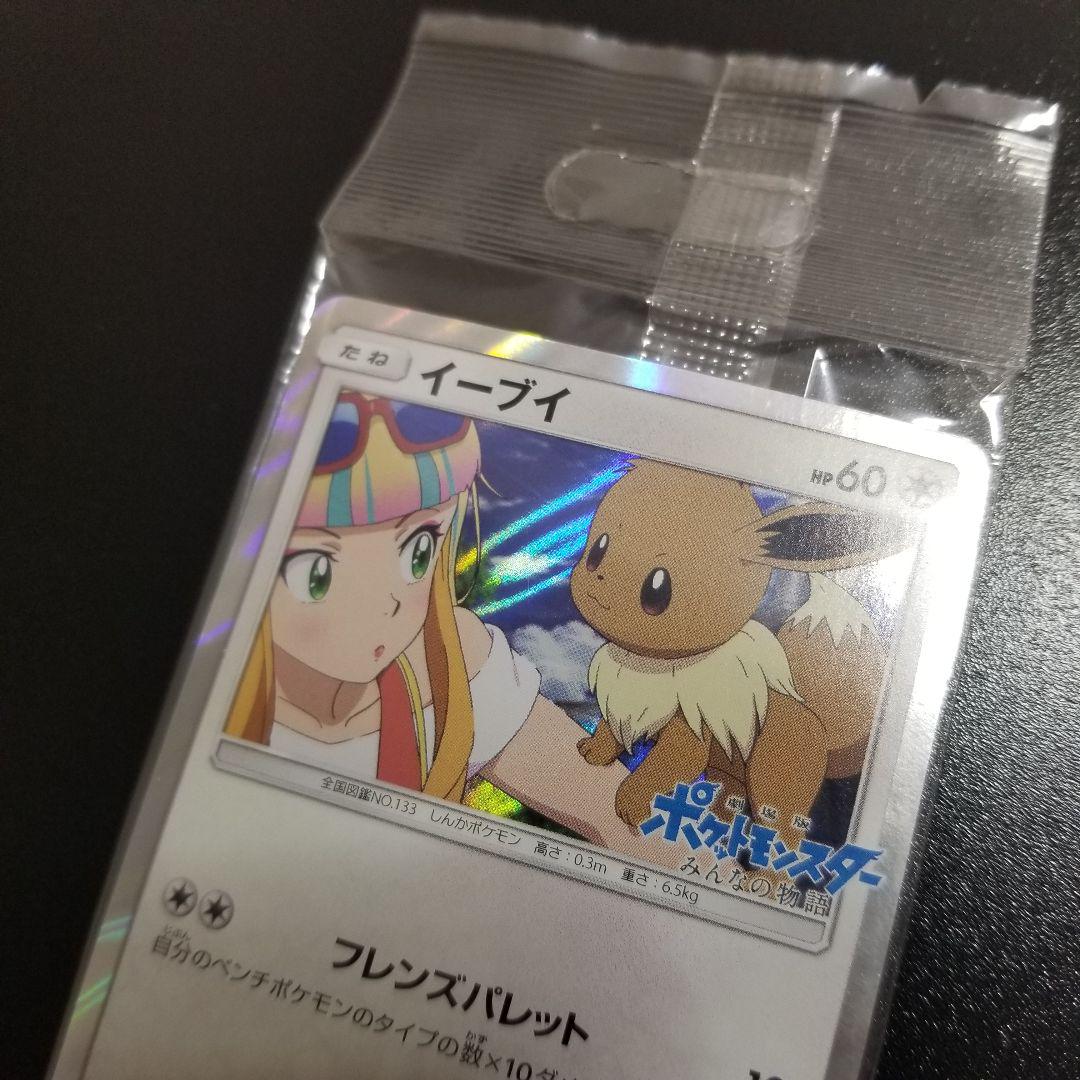 たね
イーブイ
HP60
劇場版
ポケットモンスター
みんなの物語
全国図鑑NO.133 しんかポケモン 高さ:0.3m 重さ:6.5kg
フレンズパレット
自分のベンチポケモンのタイプの数×10ダ